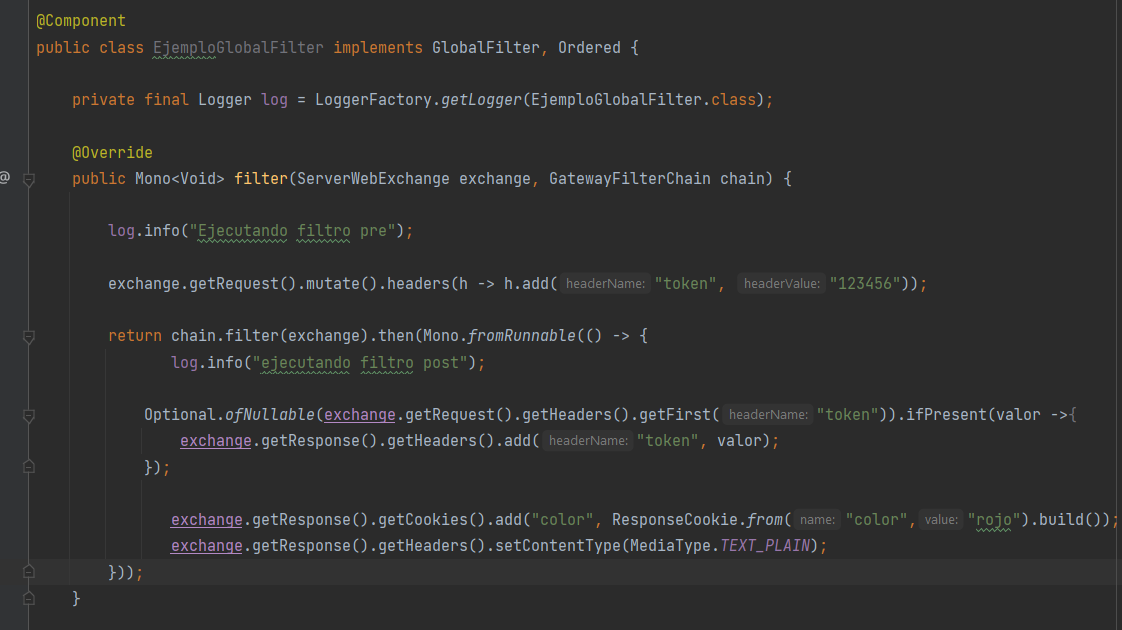 @Component
public class EjemploGlobalFilter implements GlobalFilter, Ordered {
private final Logger log = LoggerFactory.getLogger(EjemploGlobalFilter.class);
@Override
@ public Mono<Void> filter(ServerWebExchange exchange, GatewayFilterChain chain) {
log.info("Ejecutando filtro pre");
exchange.getRequest().mutate().headers(h -> h.add( headerName: "token", headerValue: "123456"));
return chain.filter(exchange).then(Mono.fromRunnable(() -> {
log.info("ejecutando filtro post");
Optional.ofNullable(exchange.getRequest().getHeaders().getFirst( headerName: "token")).ifPresent(valor ->{
exchange.getResponse().getHeaders().add( headerName: "token", valor);
});
exchange.getResponse().getCookies().add("color", ResponseCookie.from( name: "color", value: "rojo").build());
exchange.getResponse().getHeaders().setContentType(MediaType.TEXT_PLAIN);
}));
}